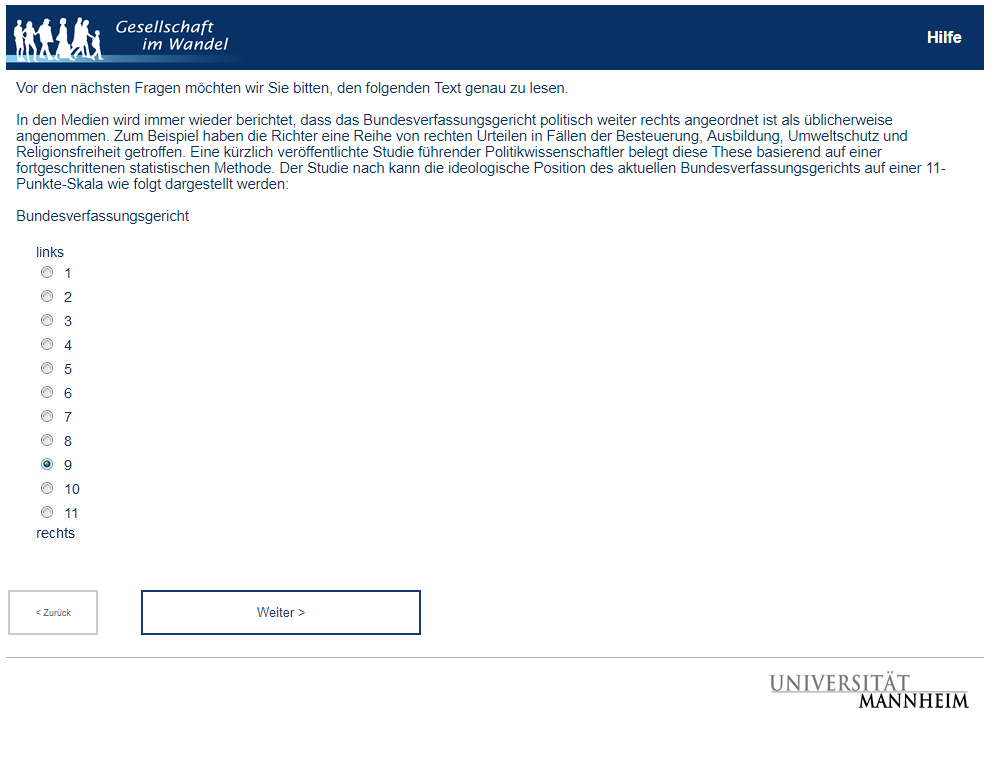 Gesellschaft
im Wandel
Hilfe
Vor den nächsten Fragen möchten wir Sie bitten, den folgenden Text genau zu lesen.
In den Medien wird immer wieder berichtet, dass das Bundesverfassungsgericht politisch weiter rechts angeordnet ist als üblicherweise
angenommen. Zum Beispiel haben die Richter eine Reihe von rechten Urteilen in Fällen der Besteuerung, Ausbildung, Umweltschutz und
Religionsfreiheit getroffen. Eine kürzlich veröffentlichte Studie führender Politikwissenschaftler belegt diese These basierend auf einer
fortgeschrittenen statistischen Methode. Der Studie nach kann die ideologische Position des aktuellen Bundesverfassungsgerichts auf einer 11-
Punkte-Skala wie folgt dargestellt werden:
Bundesverfassungsgericht
links
1
2
3
4
5
6
7
8
9
10
11
rechts
< Zurück
Weiter >
UNIVERSITÄT
MANNHEIM